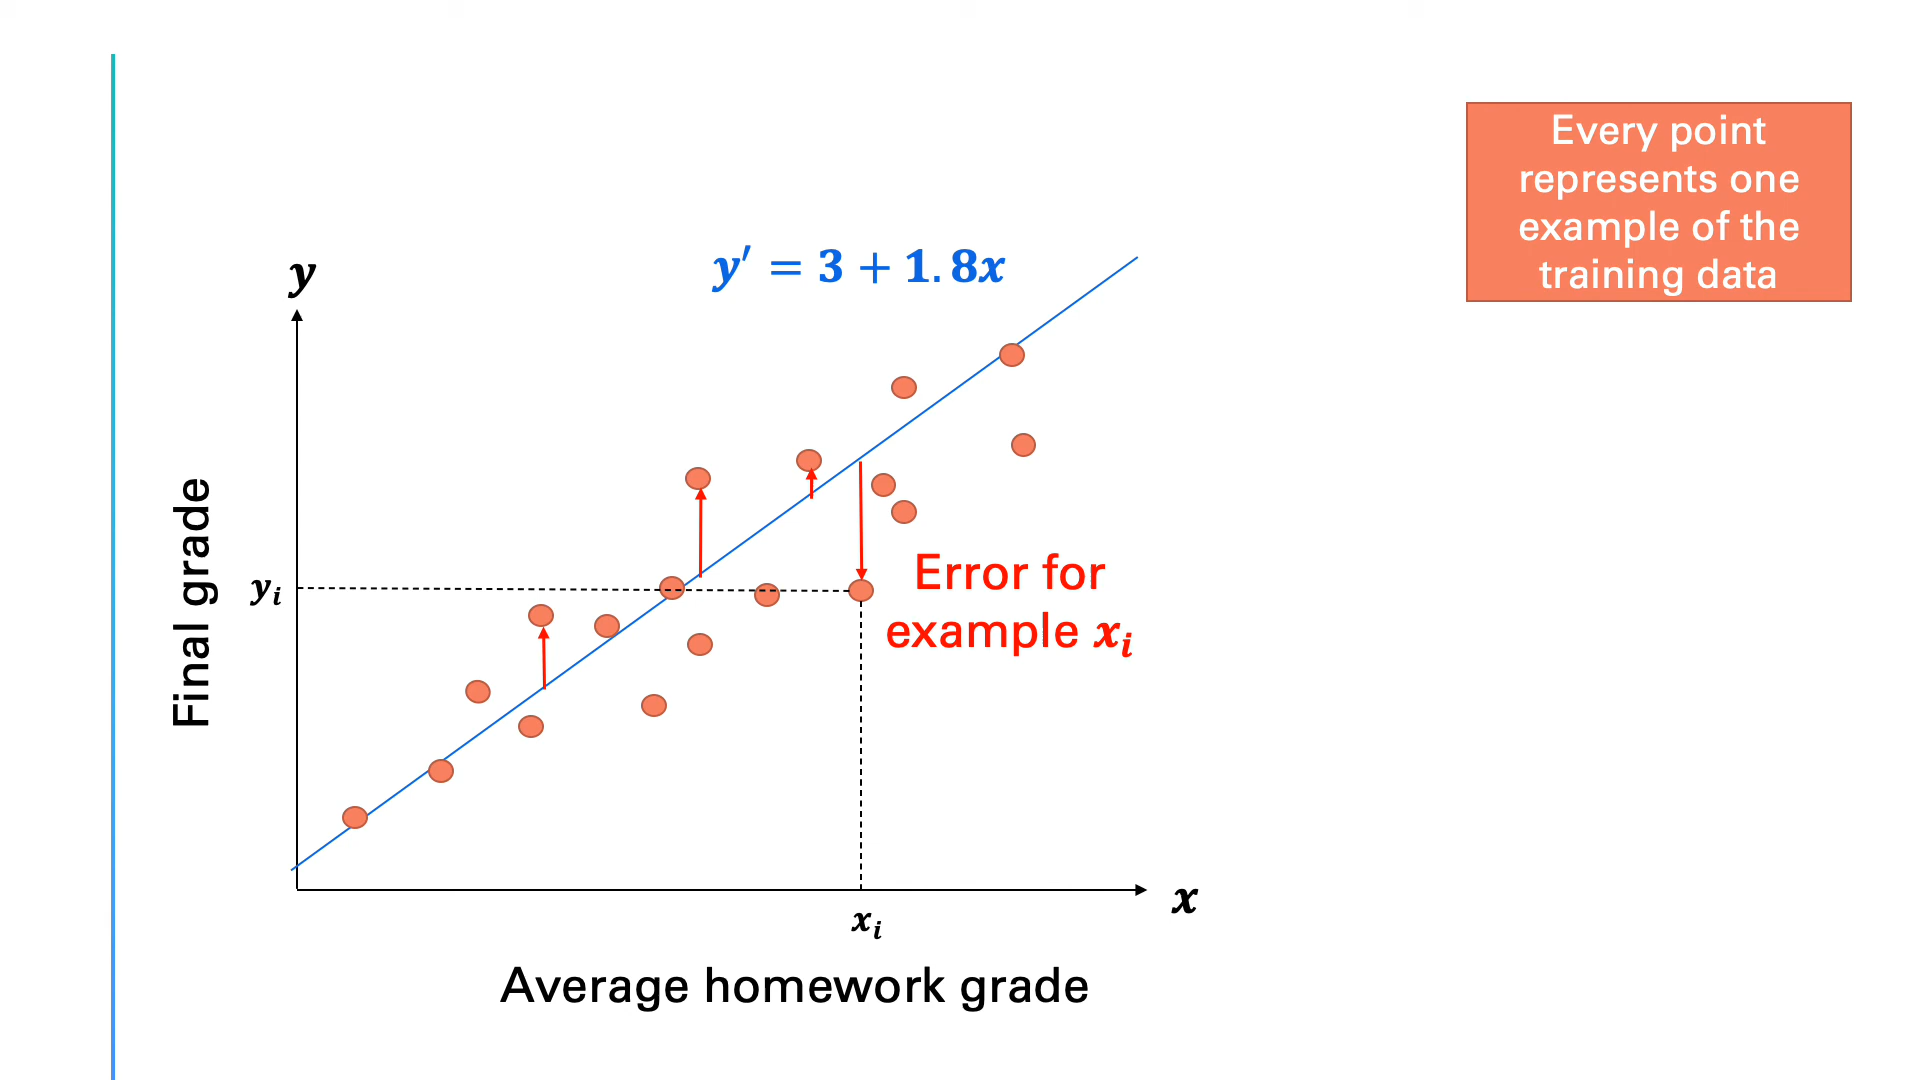 Every point
represents one
example of the
training data
y′ = 3 + 1.8x
y
Final grade
yᵢ
Error for
example xᵢ
x
xᵢ
Average homework grade